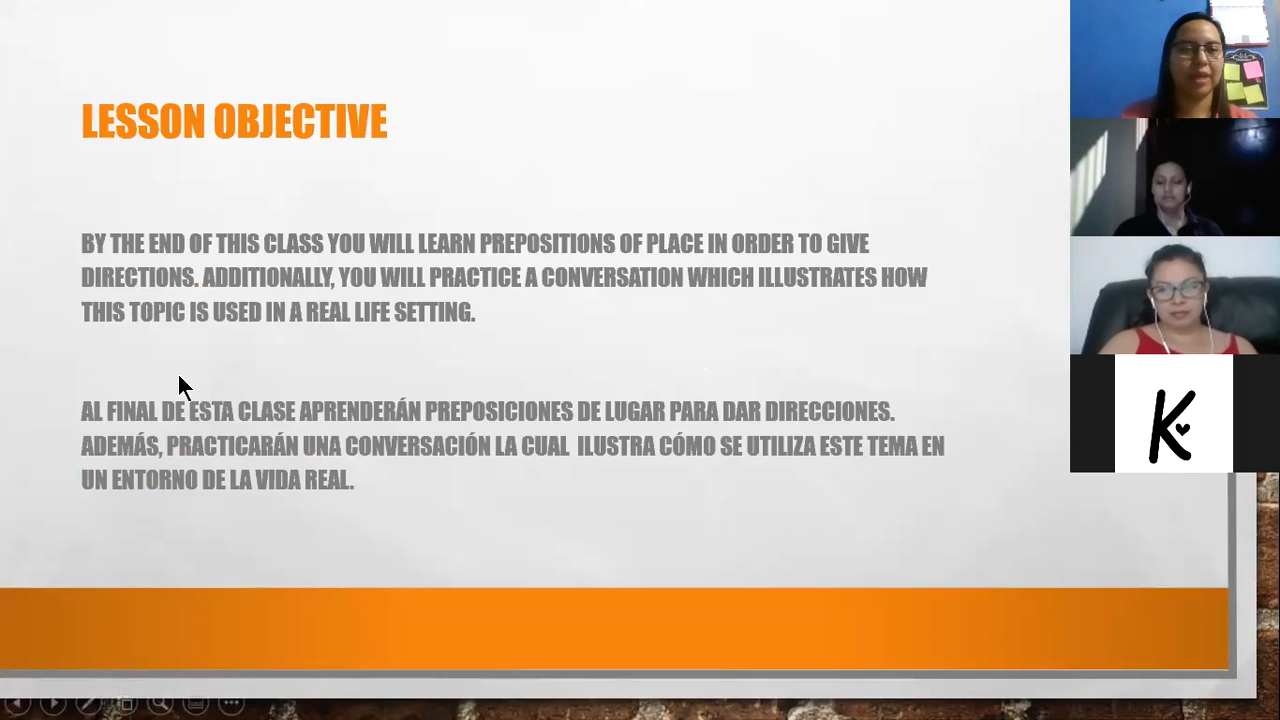 LESSON OBJECTIVE
BY THE END OF THIS CLASS YOU WILL LEARN PREPOSITIONS OF PLACE IN ORDER TO GIVE
DIRECTIONS. ADDITIONALLY, YOU WILL PRACTICE A CONVERSATION WHICH ILLUSTRATES HOW
THIS TOPIC IS USED IN A REAL LIFE SETTING.
AL FINAL DE ESTA CLASE APRENDERÁN PREPOSICIONES DE LUGAR PARA DAR DIRECCIONES.
ADEMÁS, PRACTICARÁN UNA CONVERSACIÓN LA CUAL ILUSTRA CÓMO SE UTILIZA ESTE TEMA EN
UN ENTORNO DE LA VIDA REAL.
K